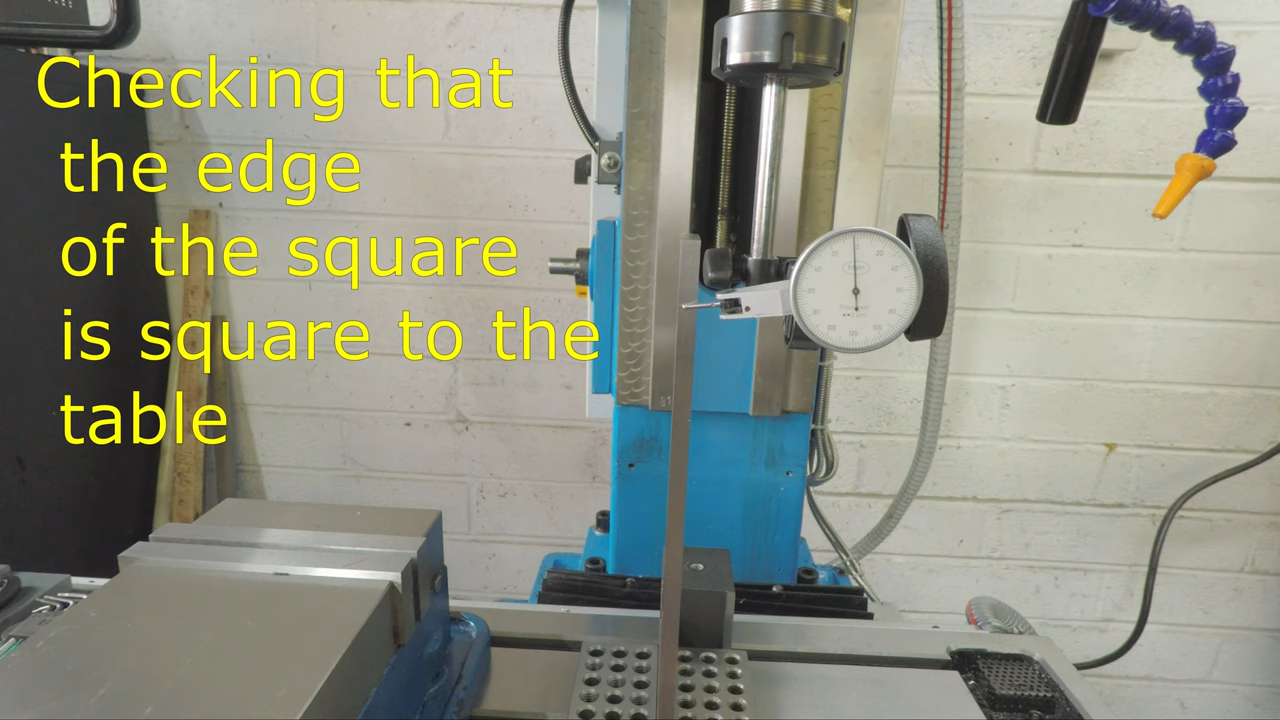 Checking that
the edge
of the square
is square to the
table